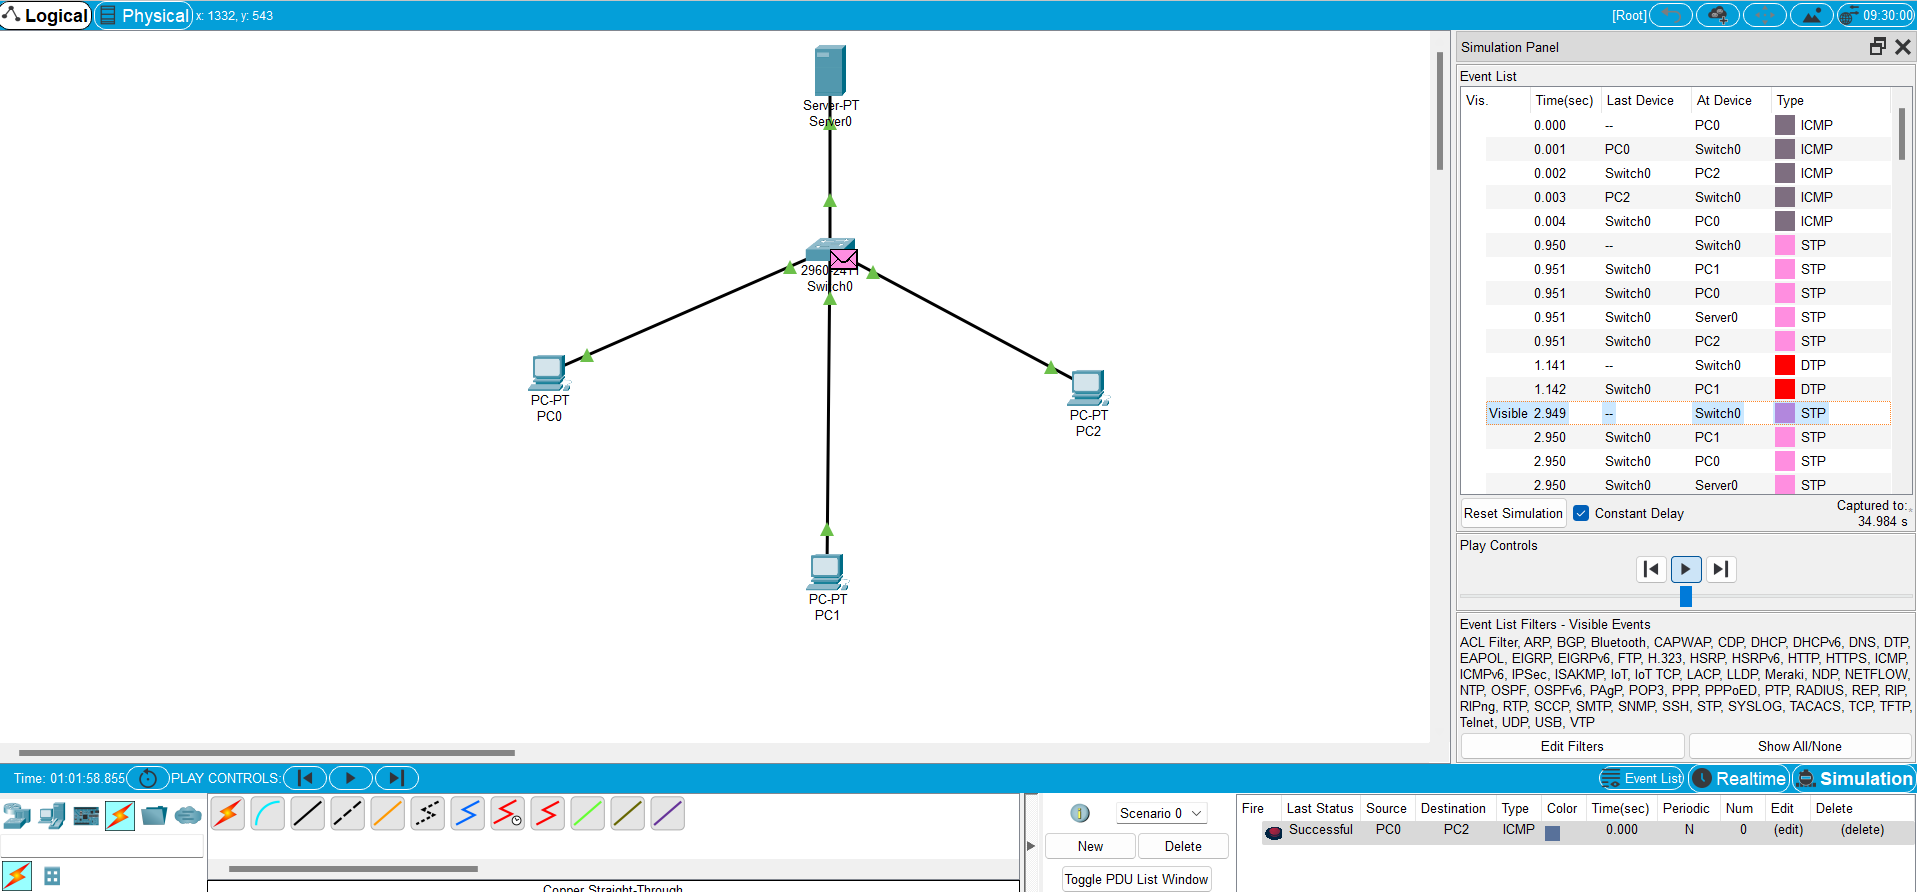 Logical Physical x: 1332, y: 543 [Root] 09:30:00
Simulation Panel
Event List
Vis. Time(sec) Last Device At Device Type
0.000 -- PC0 ICMP
0.001 PC0 Switch0 ICMP
0.002 Switch0 PC2 ICMP
0.003 PC2 Switch0 ICMP
0.004 Switch0 PC0 ICMP
0.950 -- Switch0 STP
0.951 Switch0 PC1 STP
0.951 Switch0 PC0 STP
0.951 Switch0 Server0 STP
0.951 Switch0 PC2 STP
1.141 -- Switch0 DTP
1.142 Switch0 PC1 DTP
Visible 2.949 -- Switch0 STP
2.950 Switch0 PC1 STP
2.950 Switch0 PC0 STP
2.950 Switch0 Server0 STP
Reset Simulation Constant Delay Captured to:
34.984 s
Play Controls
Event List Filters - Visible Events
ACL Filter, ARP, BGP, Bluetooth, CAPWAP, CDP, DHCP, DHCPv6, DNS, DTP,
EAPOL, EIGRP, EIGRPv6, FTP, H.323, HSRP, HSRPv6, HTTP, HTTPS, ICMP,
ICMPv6, IPSec, ISAKMP, IoT, IoT TCP, LACP, LLDP, Meraki, NDP, NETFLOW,
NTP, OSPF, OSPFv6, PAgP, POP3, PPP, PPPoED, PTP, RADIUS, REP, RIP,
RIPng, RTP, SCCP, SMTP, SNMP, SSH, STP, SYSLOG, TACACS, TCP, TFTP,
Telnet, UDP, USB, VTP
Edit Filters Show All/None
Server-PT
Server0
Switch0
PC-PT
PC0
PC-PT
PC2
PC-PT
PC1
Time: 01:01:58.855 PLAY CONTROLS: Event List Realtime Simulation
Scenario 0
New Delete
Toggle PDU List Window
Fire Last Status Source Destination Type Color Time(sec) Periodic Num Edit Delete
Successful PC0 PC2 ICMP 0.000 N 0 (edit) (delete)
Copper Straight-Through